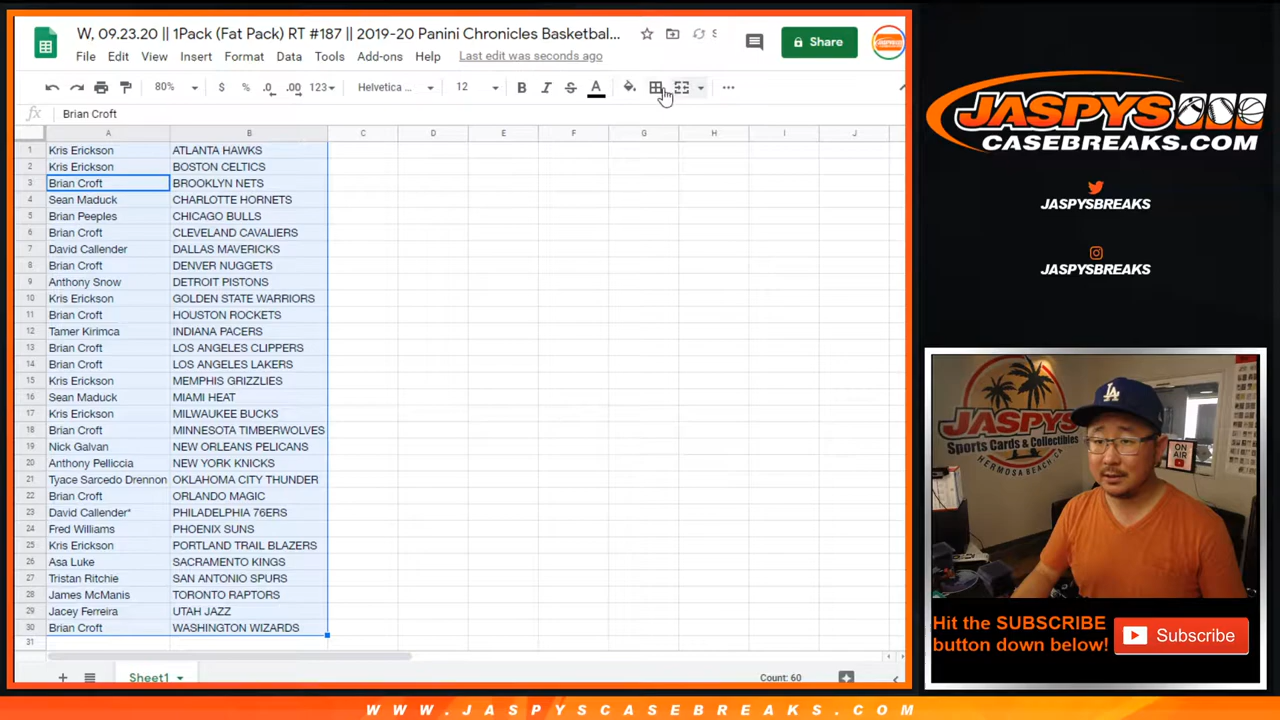 W, 09.23.20 || 1Pack (Fat Pack) RT #187 || 2019-20 Panini Chronicles Basketbal...
S
Share
File Edit View Insert Format Data Tools Add-ons Help Last edit was seconds ago
80% $ % .0 .00 123 Helvetica ... 12 B I S A
fx Brian Croft
A B C D E F G H I J
1 Kris Erickson ATLANTA HAWKS
2 Kris Erickson BOSTON CELTICS
3 Brian Croft BROOKLYN NETS
4 Sean Maduck CHARLOTTE HORNETS
5 Brian Peeples CHICAGO BULLS
6 Brian Croft CLEVELAND CAVALIERS
7 David Callender DALLAS MAVERICKS
8 Brian Croft DENVER NUGGETS
9 Anthony Snow DETROIT PISTONS
10 Kris Erickson GOLDEN STATE WARRIORS
11 Brian Croft HOUSTON ROCKETS
12 Tamer Kirimca INDIANA PACERS
13 Brian Croft LOS ANGELES CLIPPERS
14 Brian Croft LOS ANGELES LAKERS
15 Kris Erickson MEMPHIS GRIZZLIES
16 Sean Maduck MIAMI HEAT
17 Kris Erickson MILWAUKEE BUCKS
18 Brian Croft MINNESOTA TIMBERWOLVES
19 Nick Galvan NEW ORLEANS PELICANS
20 Anthony Pelliccia NEW YORK KNICKS
21 Tyace Sarcedo Drennon OKLAHOMA CITY THUNDER
22 Brian Croft ORLANDO MAGIC
23 David Callender* PHILADELPHIA 76ERS
24 Fred Williams PHOENIX SUNS
25 Kris Erickson PORTLAND TRAIL BLAZERS
26 Asa Luke SACRAMENTO KINGS
27 Tristan Ritchie SAN ANTONIO SPURS
28 James McManis TORONTO RAPTORS
29 Jacey Ferreira UTAH JAZZ
30 Brian Croft WASHINGTON WIZARDS
31
Sheet1
Count: 60
JASPYS
CASEBREAKS.COM
JASPYSBREAKS
JASPYSBREAKS
JASPYS
Sports Cards & Collectibles
HERMOSA BEACH, CA
LA
ON
AIR
Hit the SUBSCRIBE
button down below!
Subscribe
WWW.JASPYSCASEBREAKS.COM